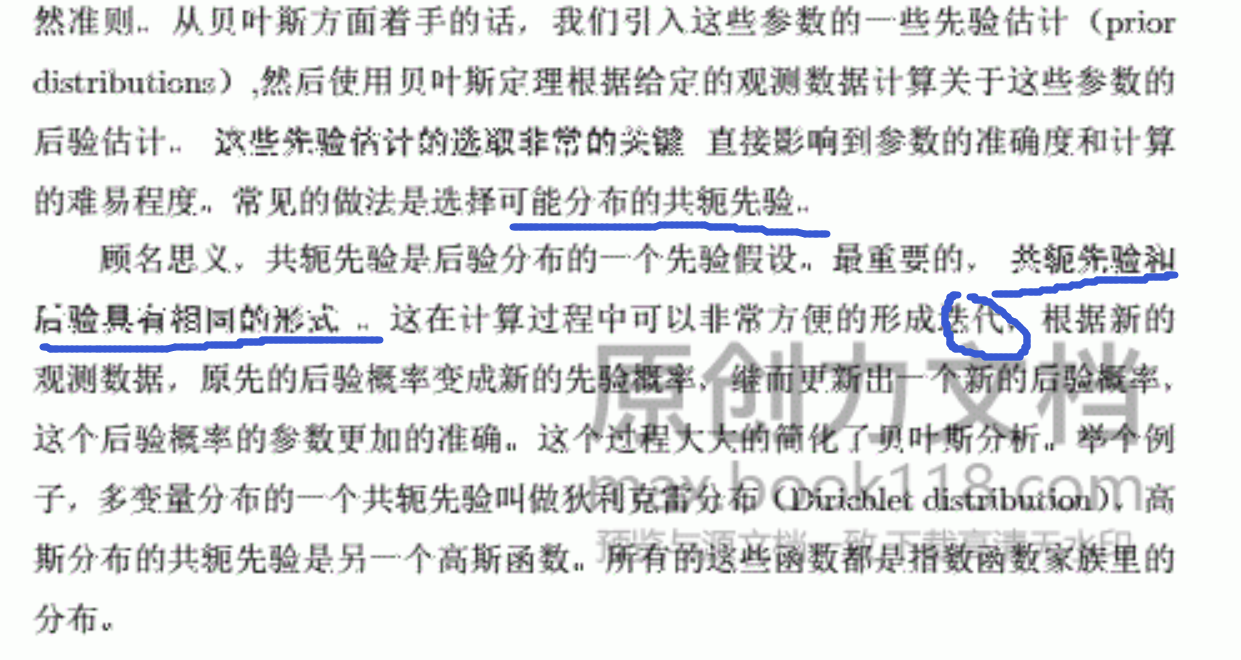 然准则。从贝叶斯方面着手的话，我们引入这些参数的一些先验估计（prior
distributions）,然后使用贝叶斯定理根据给定的观测数据计算关于这些参数的
后验估计。 这些先验估计的选取非常的关键 直接影响到参数的准确度和计算
的难易程度。常见的做法是选择可能分布的共轭先验。
顾名思义，共轭先验是后验分布的一个先验假设。最重要的， 共轭先验和
后验具有相同的形式 。这在计算过程中可以非常方便的形成迭代，根据新的
观测数据，原先的后验概率变成新的先验概率，继而更新出一个新的后验概率，
这个后验概率的参数更加的准确。这个过程大大的简化了贝叶斯分析。举个例
子，多变量分布的一个共轭先验叫做狄利克雷分布（Dirichlet distribution），高
斯分布的共轭先验是另一个高斯函数。所有的这些函数都是指数函数家族里的
分布。
原创力文档
max.book118.com
预览与源文档一致,下载高清无水印